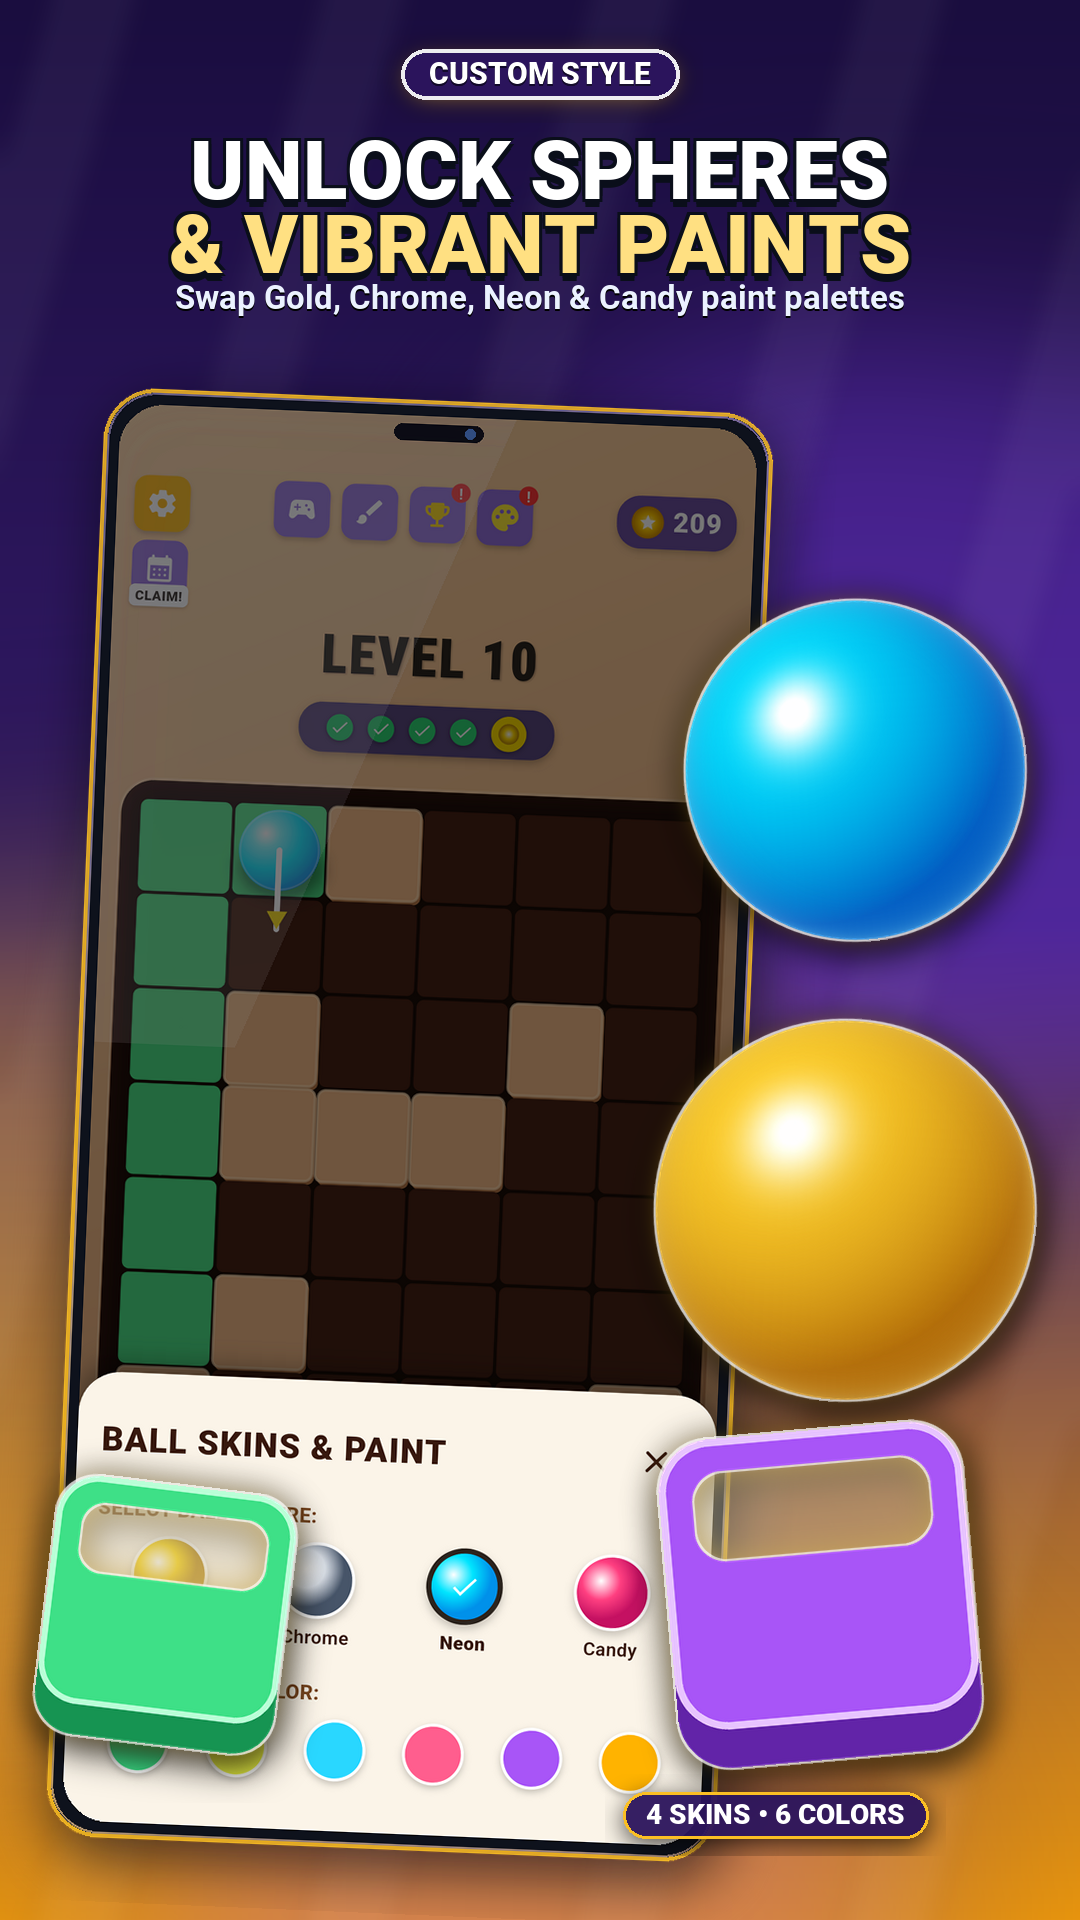 CUSTOM STYLE
UNLOCK SPHERES
& VIBRANT PAINTS
Swap Gold, Chrome, Neon & Candy paint palettes
209
CLAIM!
LEVEL 10
BALL SKINS & PAINT
SELECT
RE:
Chrome
Neon
Candy
LOR:
4 SKINS • 6 COLORS